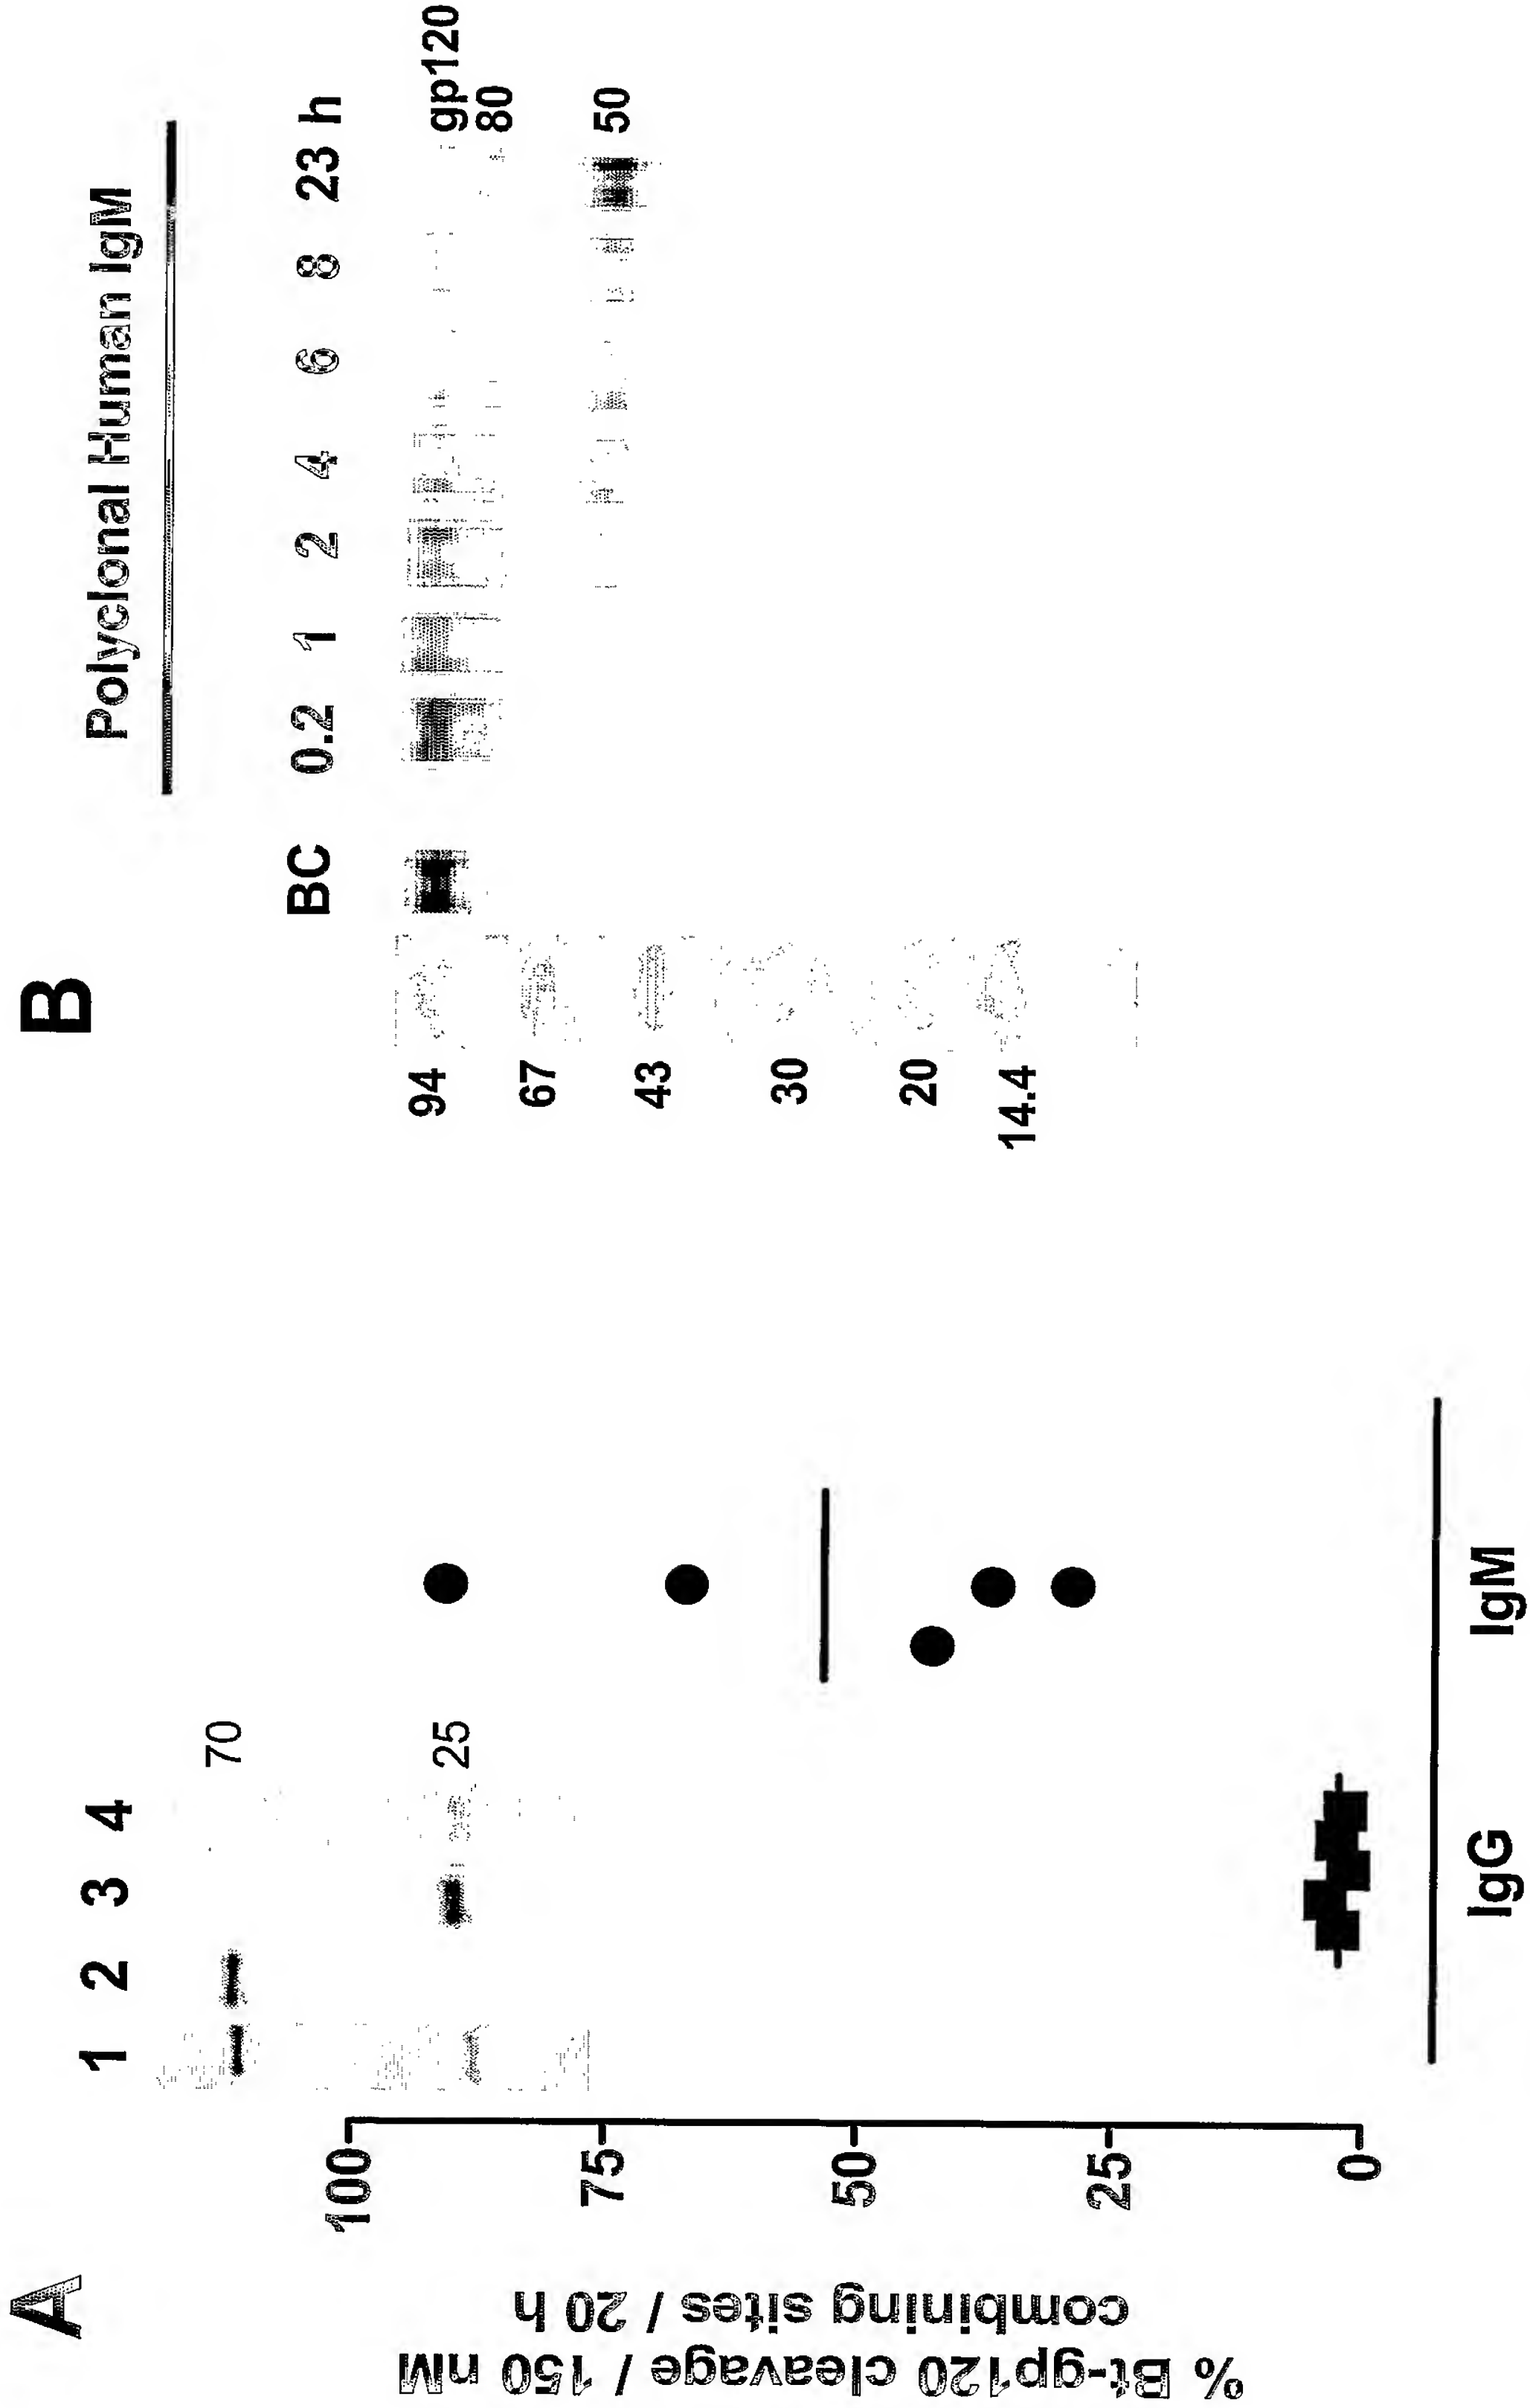 A
1 2 3 4
70
25
100
75
50
25
0
% Bt-gp120 cleavage / 150 nM
combining sites / 20 h
IgG IgM
B
Polyclonal Human IgM
BC 0.2 1 2 4 6 8 23 h
gp120
80
50
94
67
43
30
20
14.4